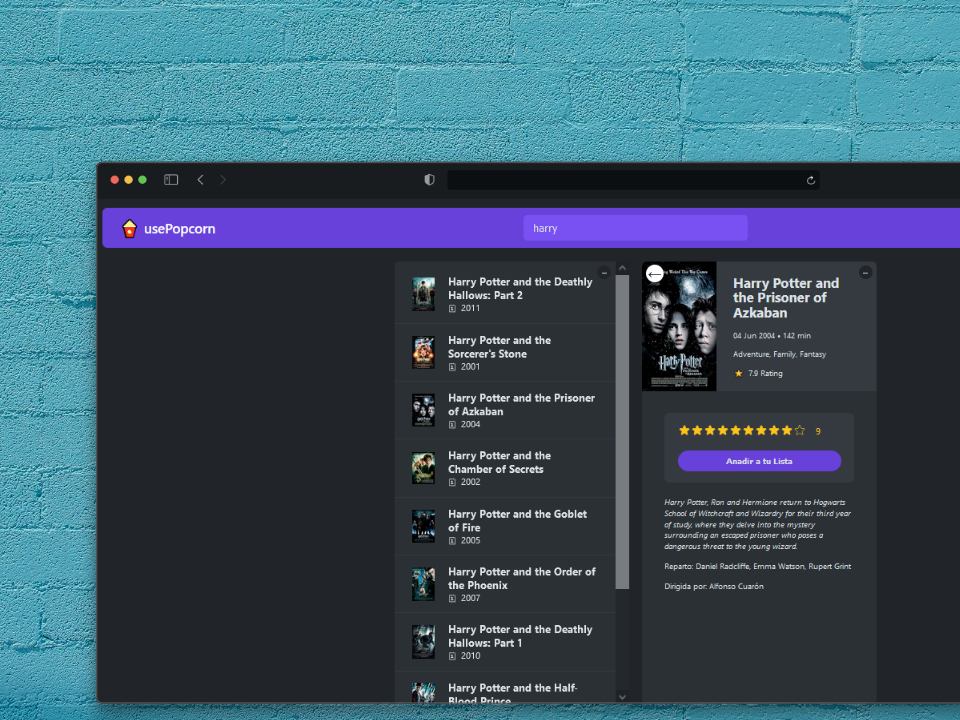 usePopcorn
harry
Harry Potter and the Deathly
Hallows: Part 2
2011
Harry Potter and the
Sorcerer's Stone
2001
Harry Potter and the Prisoner
of Azkaban
2004
Harry Potter and the
Chamber of Secrets
2002
Harry Potter and the Goblet
of Fire
2005
Harry Potter and the Order of
the Phoenix
2007
Harry Potter and the Deathly
Hallows: Part 1
2010
Harry Potter and the Half-
Blood Prince
Harry Potter
Harry Potter and
the Prisoner of
Azkaban
04 Jun 2004 • 142 min
Adventure, Family, Fantasy
7.9 Rating
9
Anadir a tu Lista
Harry Potter, Ron and Hermione return to Hogwarts
School of Witchcraft and Wizardry for their third year
of study, where they delve into the mystery
surrounding an escaped prisoner who poses a
dangerous threat to the young wizard.
Reparto: Daniel Radcliffe, Emma Watson, Rupert Grint
Dirigida por: Alfonso Cuarón